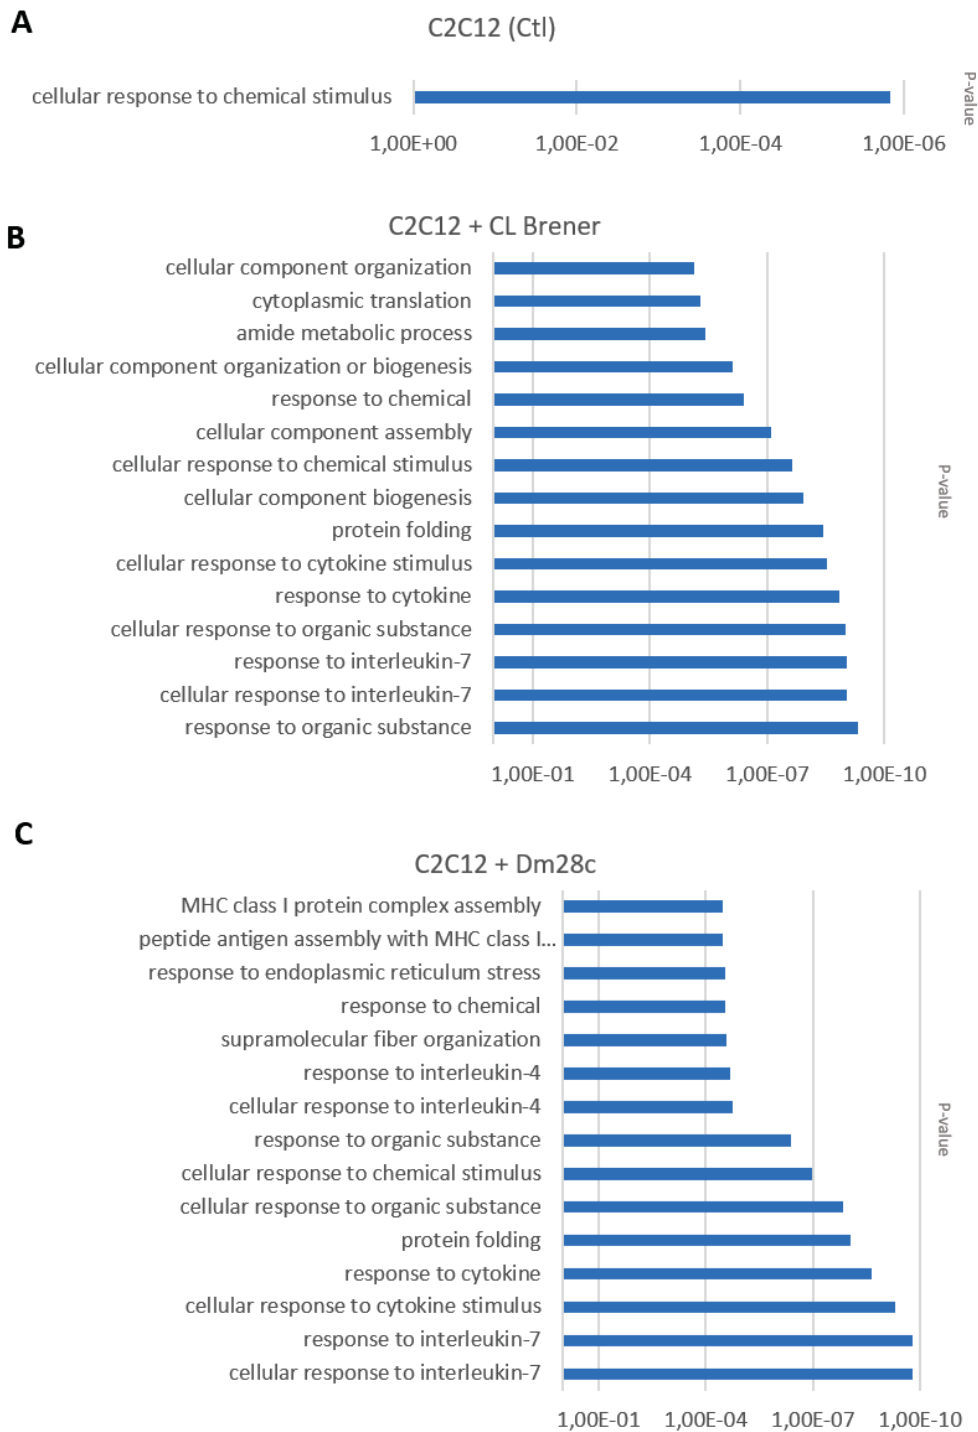 A
C2C12 (Ctl)
cellular response to chemical stimulus
P-value
1,00E+00 1,00E-02 1,00E-04 1,00E-06
B
C2C12 + CL Brener
cellular component organization
cytoplasmic translation
amide metabolic process
cellular component organization or biogenesis
response to chemical
cellular component assembly
cellular response to chemical stimulus
cellular component biogenesis
protein folding
cellular response to cytokine stimulus
response to cytokine
cellular response to organic substance
response to interleukin-7
cellular response to interleukin-7
response to organic substance
P-value
1,00E-01 1,00E-04 1,00E-07 1,00E-10
C
C2C12 + Dm28c
MHC class I protein complex assembly
peptide antigen assembly with MHC class I...
response to endoplasmic reticulum stress
response to chemical
supramolecular fiber organization
response to interleukin-4
cellular response to interleukin-4
response to organic substance
cellular response to chemical stimulus
cellular response to organic substance
protein folding
response to cytokine
cellular response to cytokine stimulus
response to interleukin-7
cellular response to interleukin-7
P-value
1,00E-01 1,00E-04 1,00E-07 1,00E-10